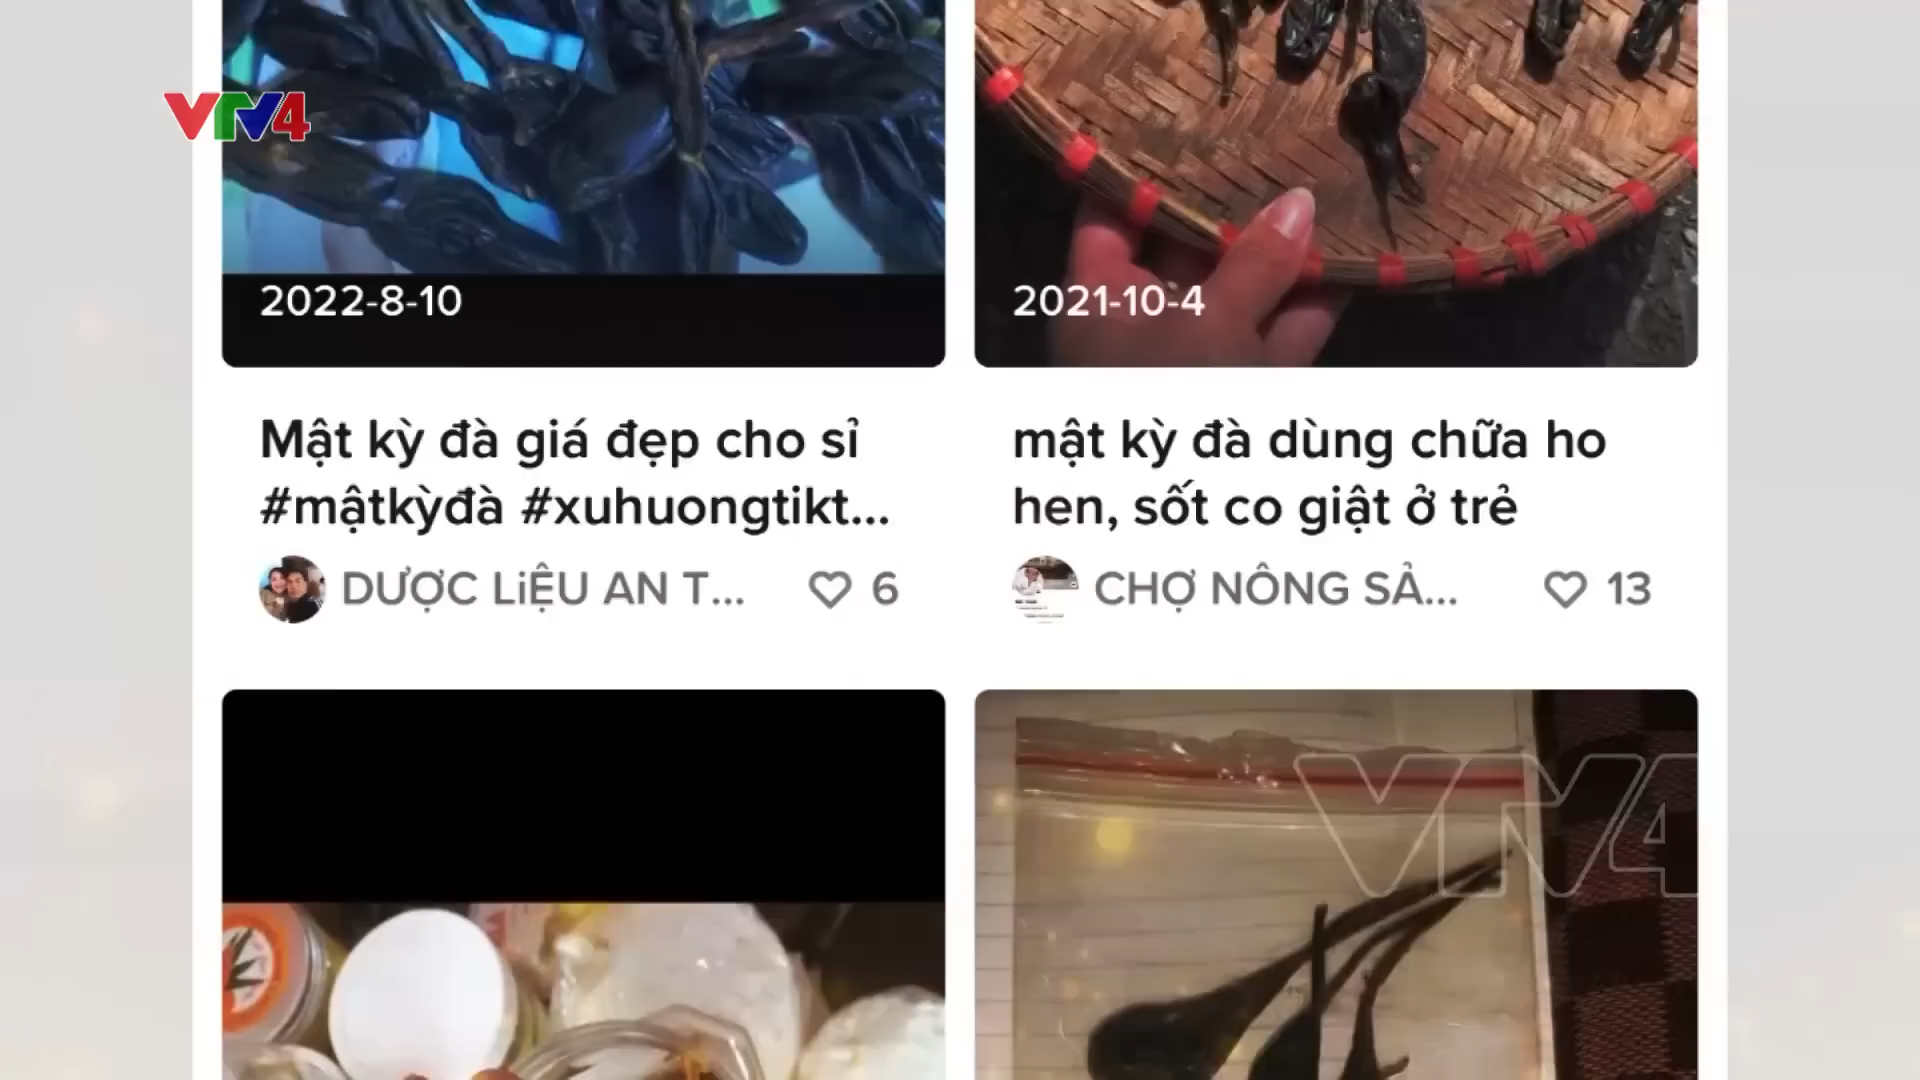 VTV4
2022-8-10
2021-10-4
Mật kỳ đà giá đẹp cho sỉ
#mậtkỳđà #xuhuongtikt...
DƯỢC LiỆU AN T... 6
mật kỳ đà dùng chữa ho
hen, sốt co giật ở trẻ
CHỢ NÔNG SẢ... 13
VTV4